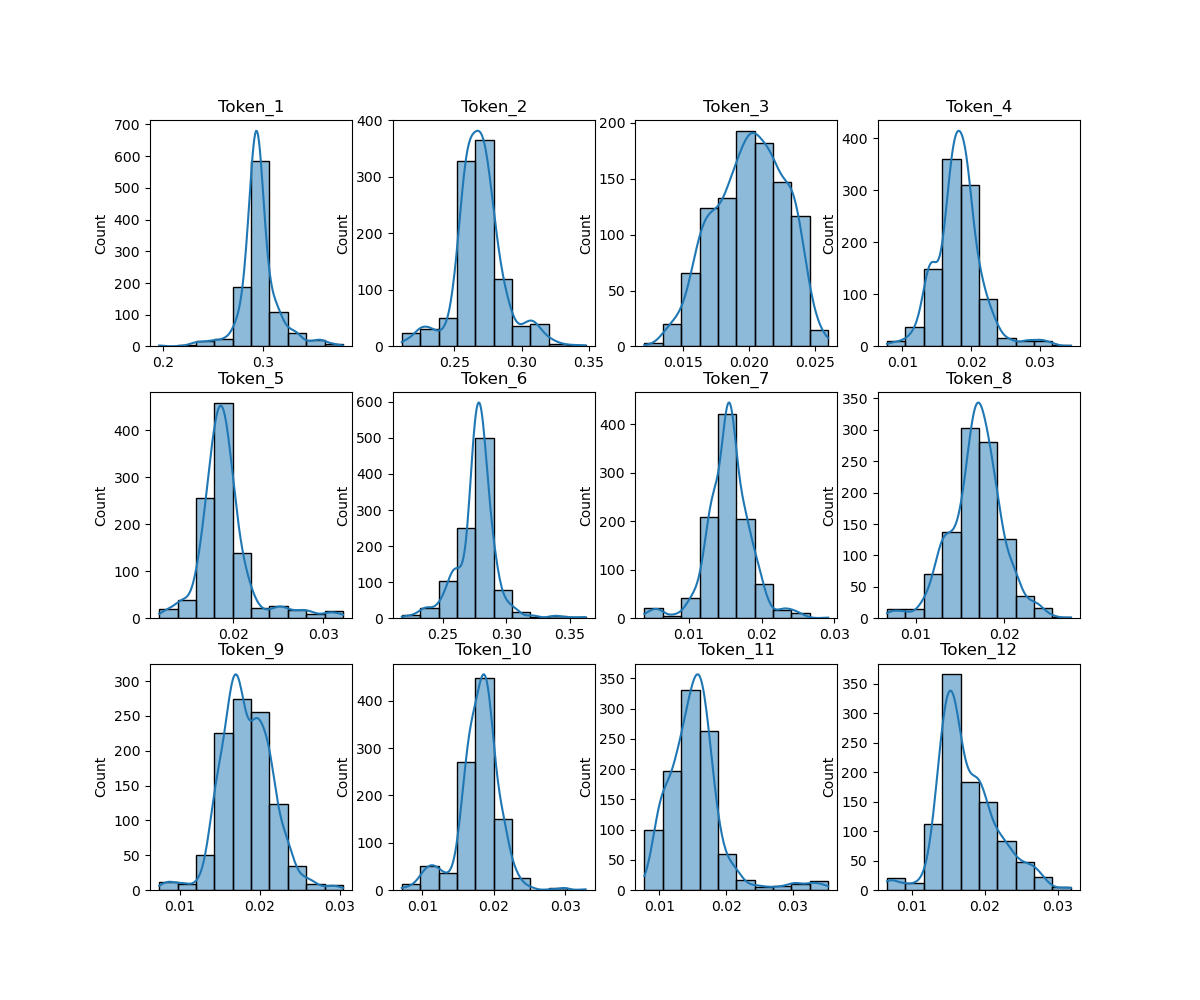 Token_1 Token_2 Token_3 Token_4
700 600 500 400 300 200 100 0
Count
0.2 0.3
400 300 200 100 0
Count
0.25 0.30 0.35
200 150 100 50 0
Count
0.015 0.020 0.025
400 300 200 100 0
Count
0.01 0.02 0.03
Token_5 Token_6 Token_7 Token_8
400 300 200 100 0
Count
0.02 0.03
600 500 400 300 200 100 0
Count
0.25 0.30 0.35
400 300 200 100 0
Count
0.01 0.02 0.03
350 300 250 200 150 100 50 0
Count
0.01 0.02
Token_9 Token_10 Token_11 Token_12
300 250 200 150 100 50 0
Count
0.01 0.02 0.03
400 300 200 100 0
Count
0.01 0.02 0.03
350 300 250 200 150 100 50 0
Count
0.01 0.02 0.03
350 300 250 200 150 100 50 0
Count
0.01 0.02 0.03